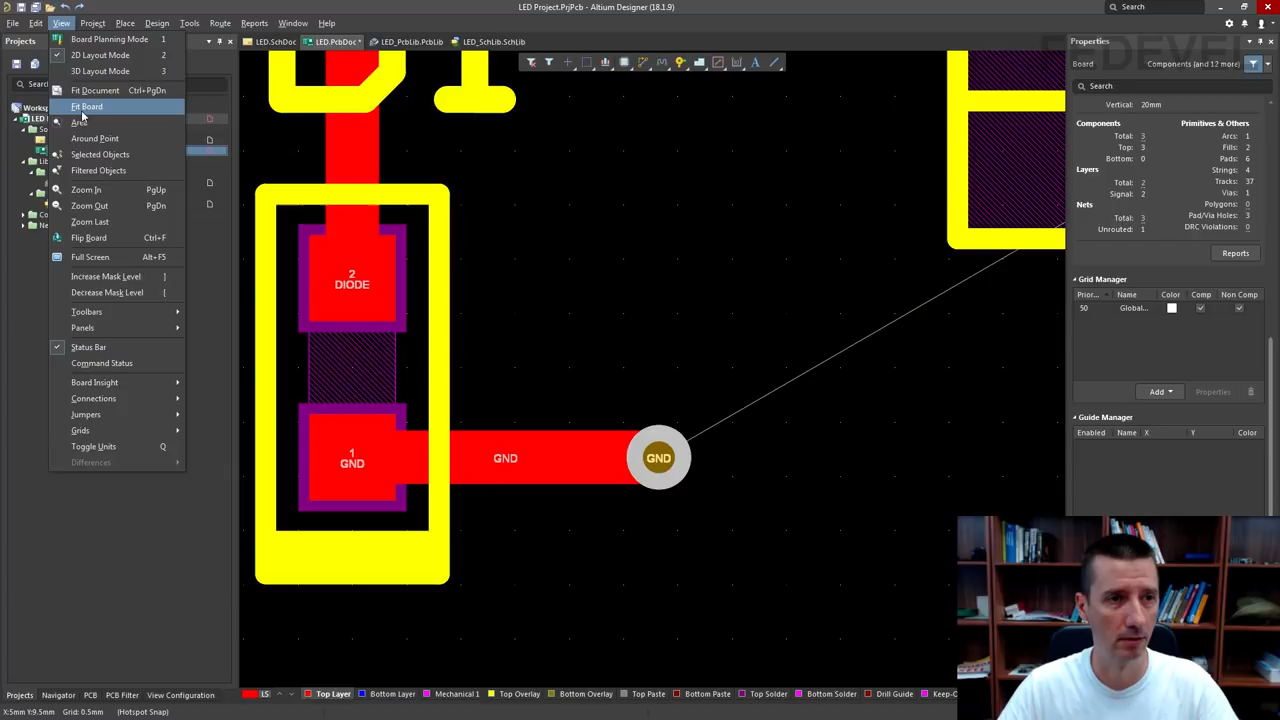 LED Project.PrjPcb - Altium Designer (18.1.9)
Search
File Edit View Project Place Design Tools Route Reports Window Help
Projects
LED.SchDoc
LED.PcbDoc *
LED_PcbLib.PcbLib
LED_SchLib.SchLib
Board Planning Mode 1
2D Layout Mode 2
3D Layout Mode 3
Fit Document Ctrl+PgDn
Fit Board
Area
Around Point
Selected Objects
Filtered Objects
Zoom In PgUp
Zoom Out PgDn
Zoom Last
Flip Board Ctrl+F
Full Screen Alt+F5
Increase Mask Level ]
Decrease Mask Level [
Toolbars
Panels
Status Bar
Command Status
Board Insight
Connections
Jumpers
Grids
Toggle Units Q
Differences
2
DIODE
1
GND
GND
GND
Properties
Board Components (and 12 more)
Search
Vertical: 20mm
Components
Total: 3
Top: 3
Bottom: 0
Layers
Total: 2
Signal: 2
Nets
Total: 3
Unrouted: 1
Primitives & Others
Arcs: 1
Fills: 2
Pads: 6
Strings: 4
Tracks: 37
Vias: 1
Polygons: 0
Pad/Via Holes: 3
DRC Violations: 0
Reports
Grid Manager
Prior... Name Color Comp Non Comp
50 Global...
Add Properties
Guide Manager
Enabled Name X Y Color
Projects Navigator PCB PCB Filter View Configuration
LS Top Layer Bottom Layer Mechanical 1 Top Overlay Bottom Overlay Top Paste Bottom Paste Top Solder Bottom Solder Drill Guide Keep-O
X:5mm Y:9.5mm Grid: 0.5mm (Hotspot Snap)